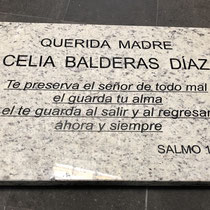 QUERIDA MADRE
CELIA BALDERAS DÍAZ
Te preserva el señor de todo mal
el guarda tu alma
el te guarda al salir y al regresar
ahora y siempre
SALMO 1